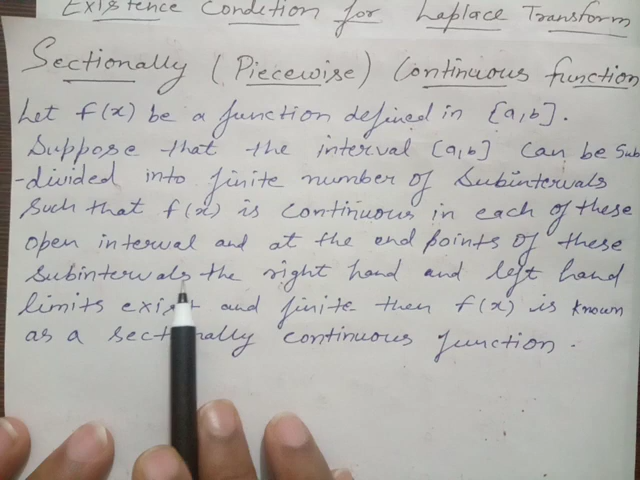 Existence Condition for Laplace Transform
Sectionally (Piecewise) Continuous function
Let f(x) be a function defined in [a,b].
Suppose that the interval [a,b] can be Sub
-divided into finite number of Subintervals
Such that f(x) is continuous in each of these
open interval and at the end points of these
Subintervals the right hand and left hand
limits exist and finite then f(x) is known
as a sectionally continuous function.